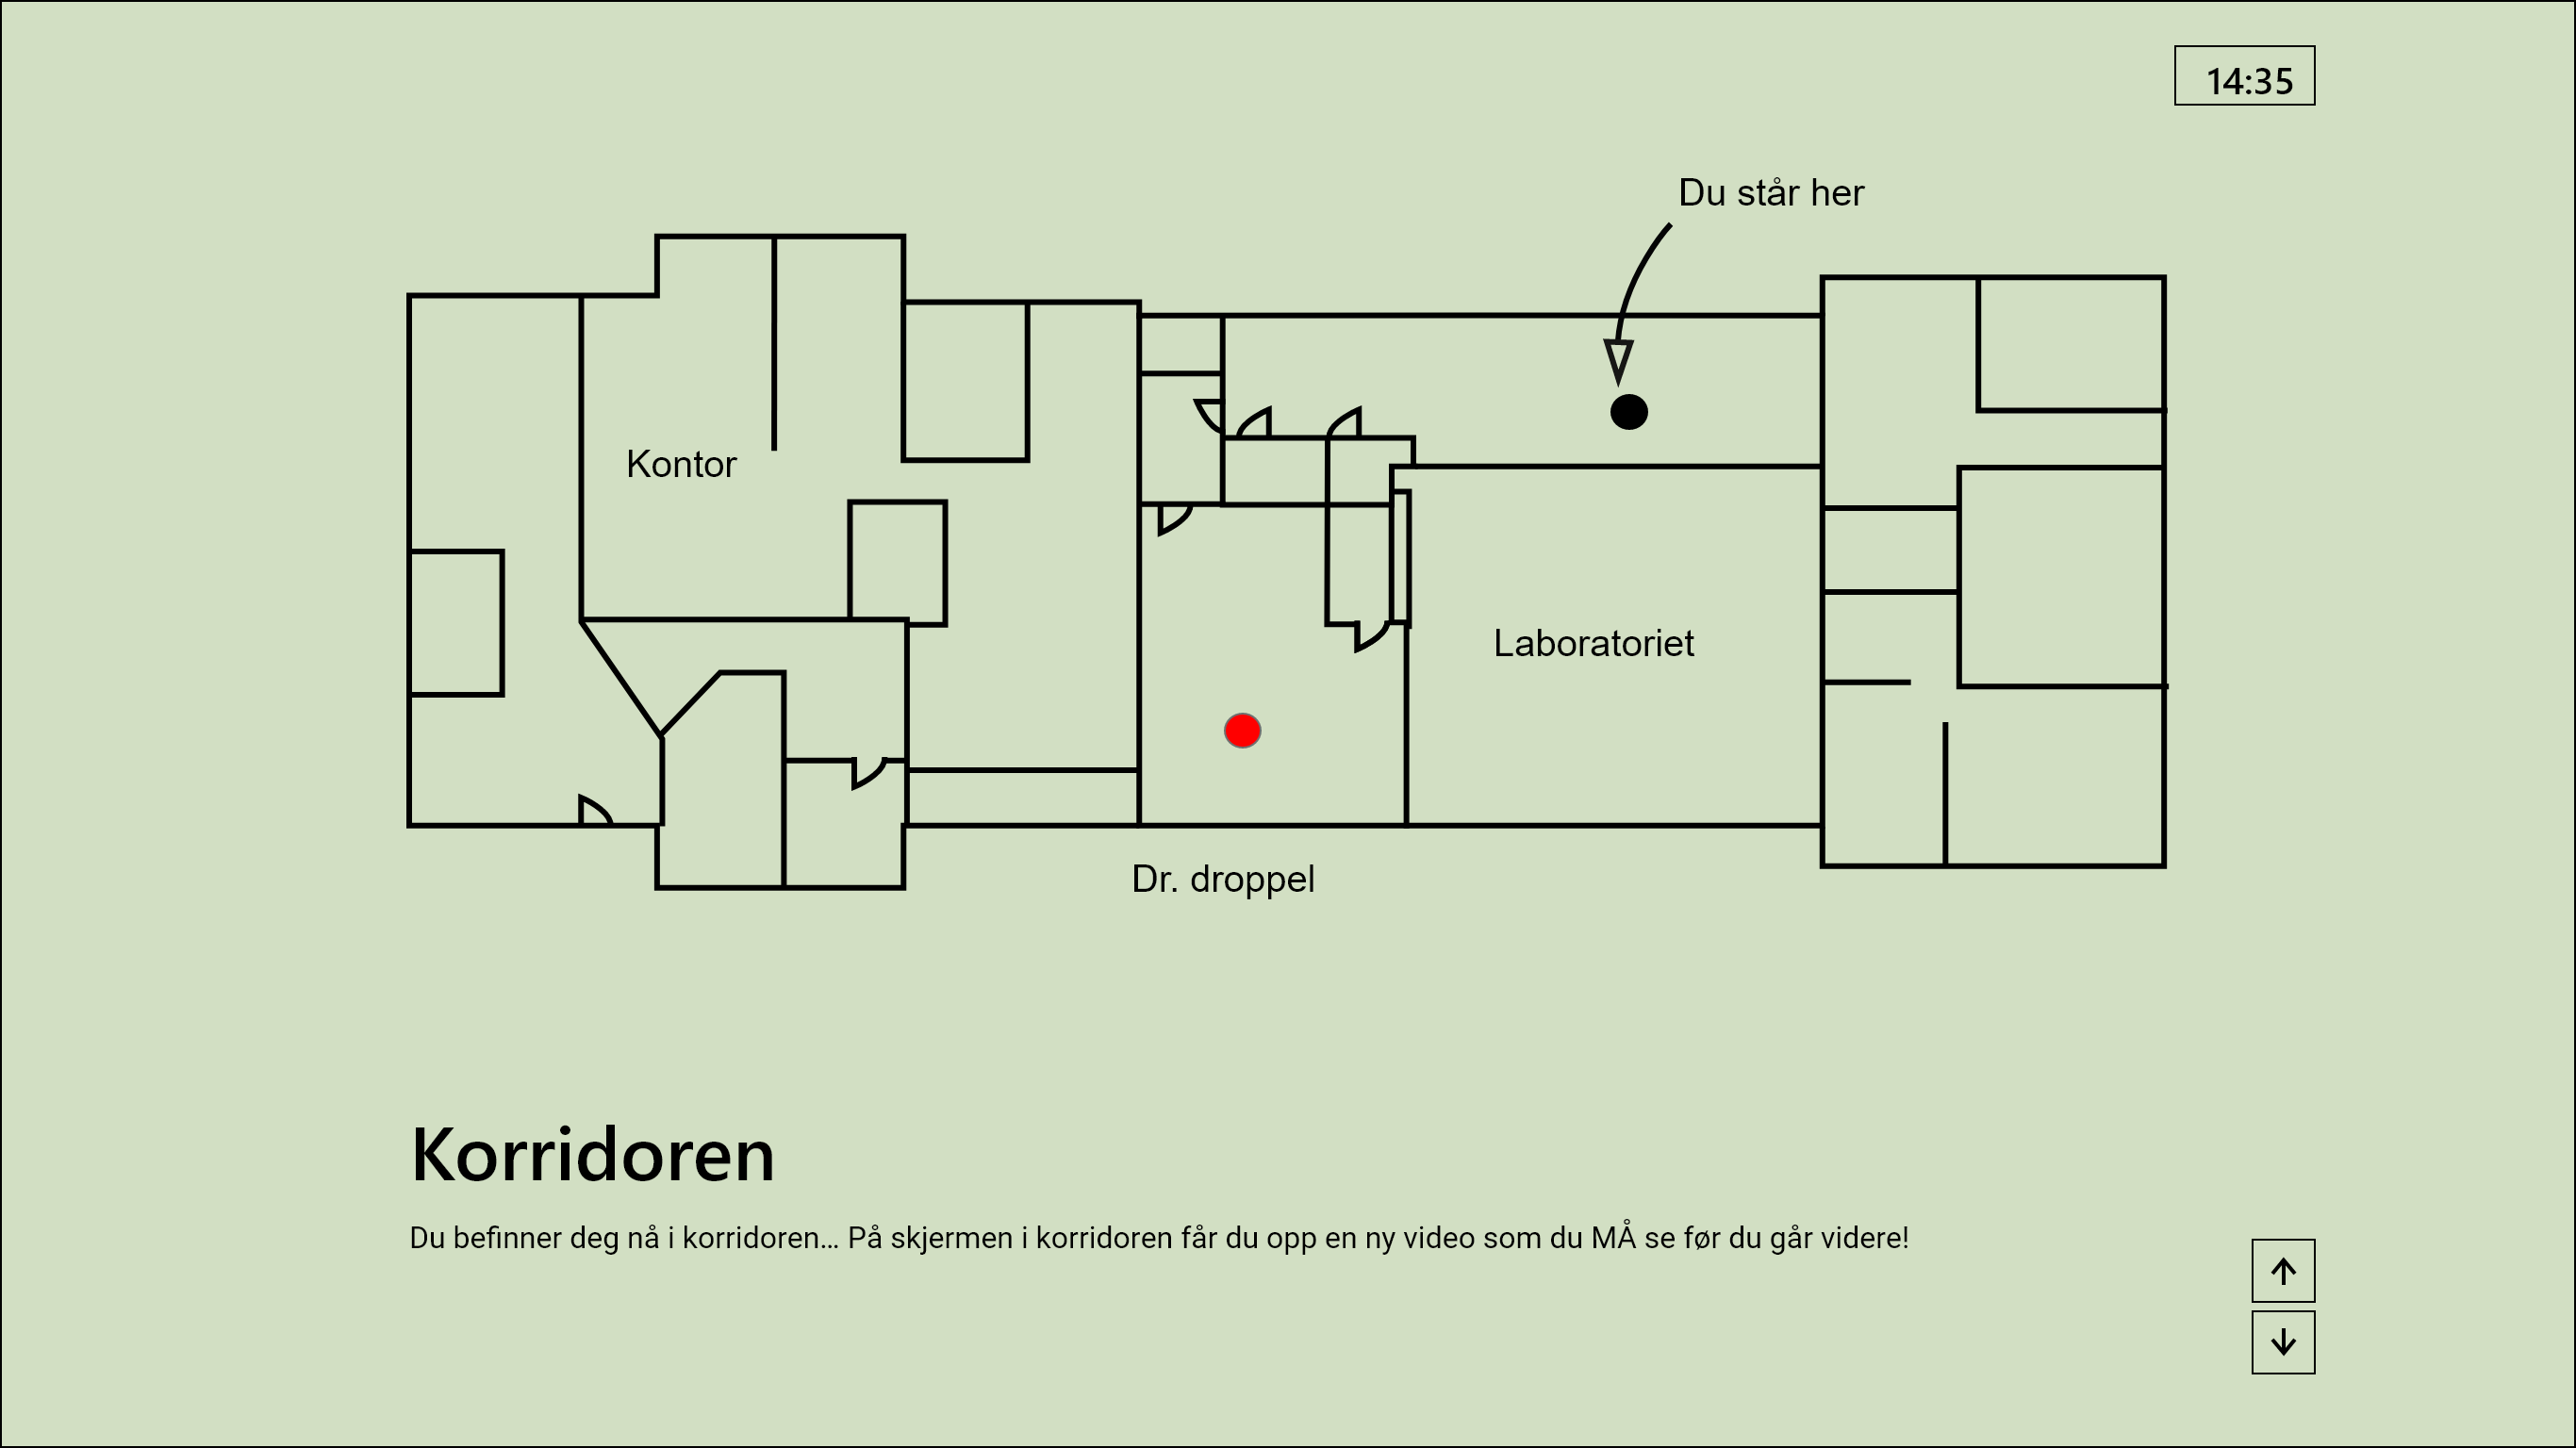 14:35
Du står her
Kontor
Laboratoriet
Dr. droppel
Korridoren
Du befinner deg nå i korridoren... På skjermen i korridoren får du opp en ny video som du MÅ se før du går videre!